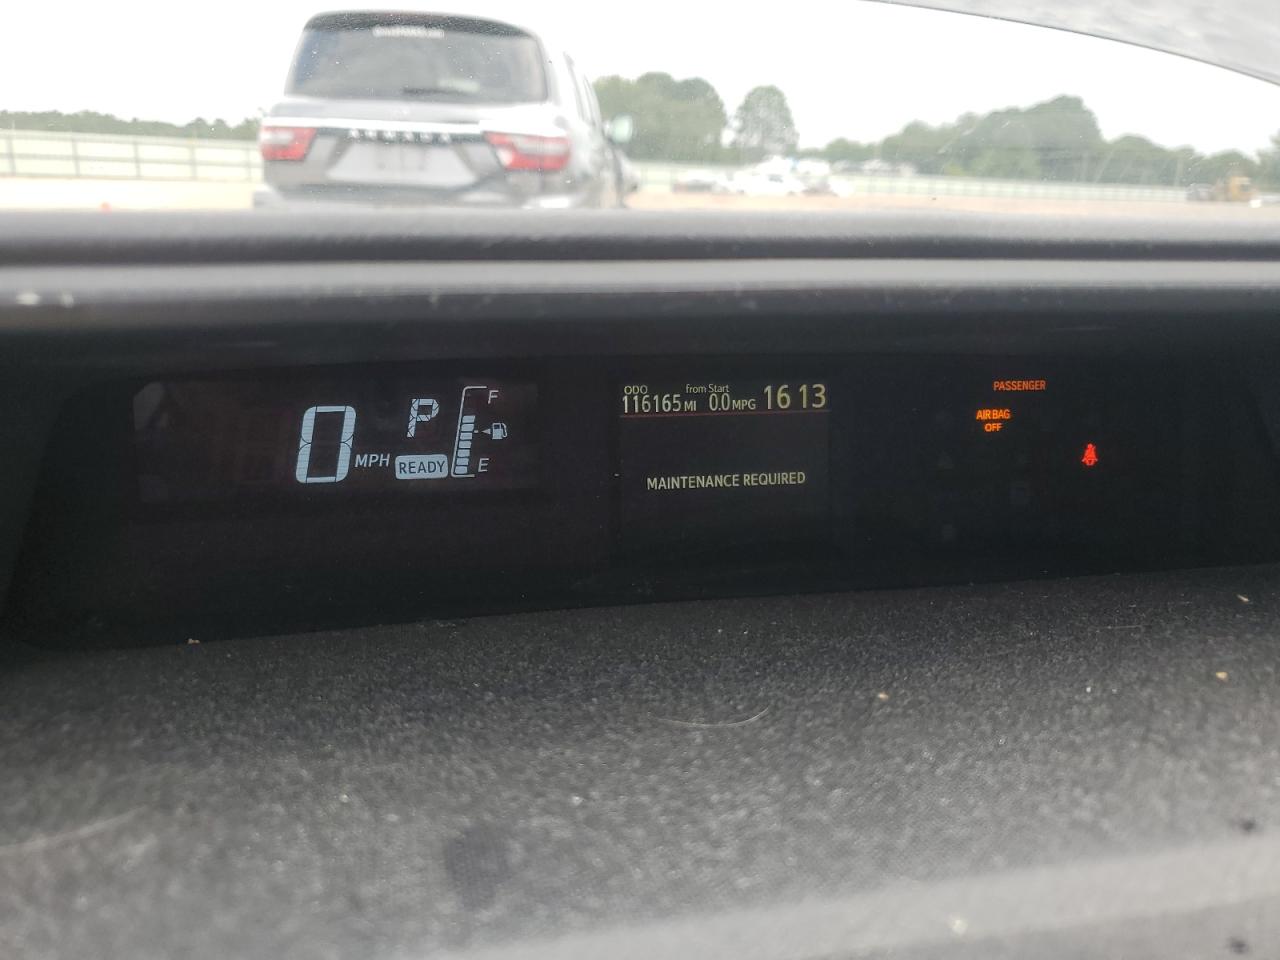 ARMADA
0 MPH
P
READY
F
E
ODO from Start
116165 MI 0.0 MPG 16 13
MAINTENANCE REQUIRED
PASSENGER
AIR BAG
OFF